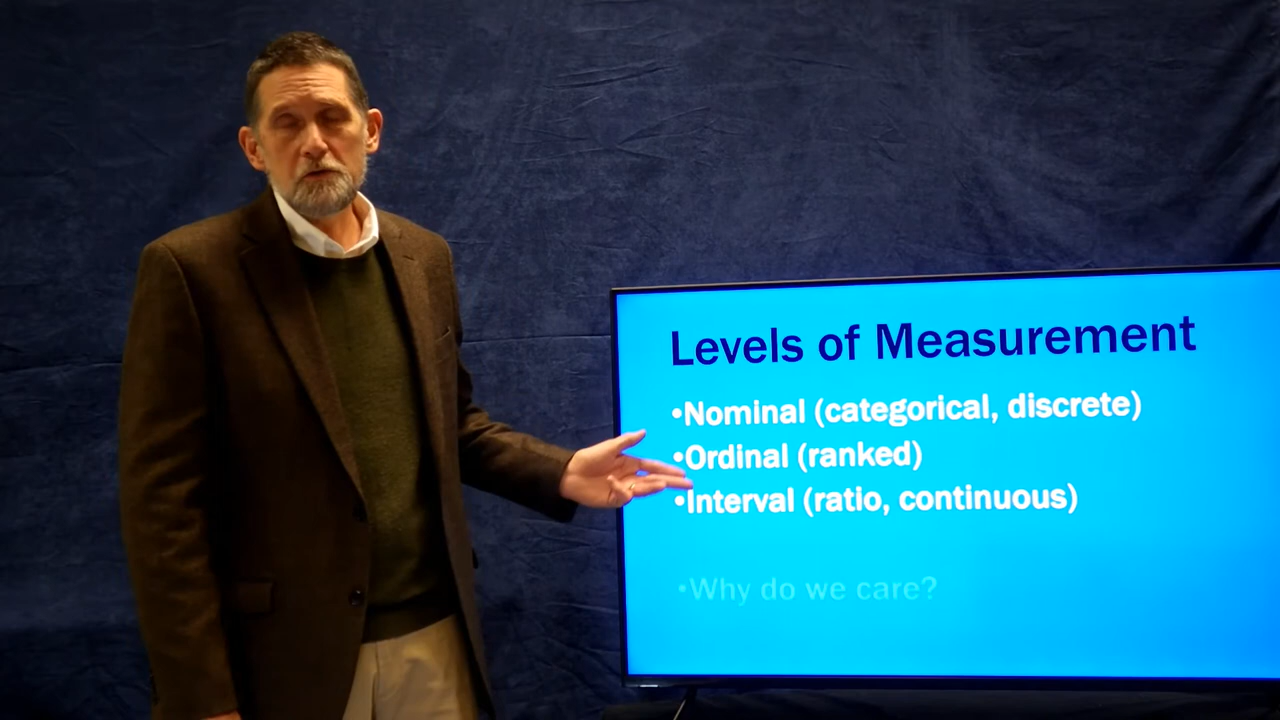 Levels of Measurement
•Nominal (categorical, discrete)
•Ordinal (ranked)
•Interval (ratio, continuous)
•Why do we care?